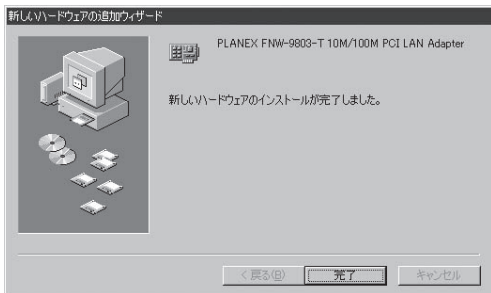 新しいハードウェアの追加ウィザード
PLANEX FNW-9803-T 10M/100M PCI LAN Adapter
新しいハードウェアのインストールが完了しました。
< 戻る(B)
完了
キャンセル